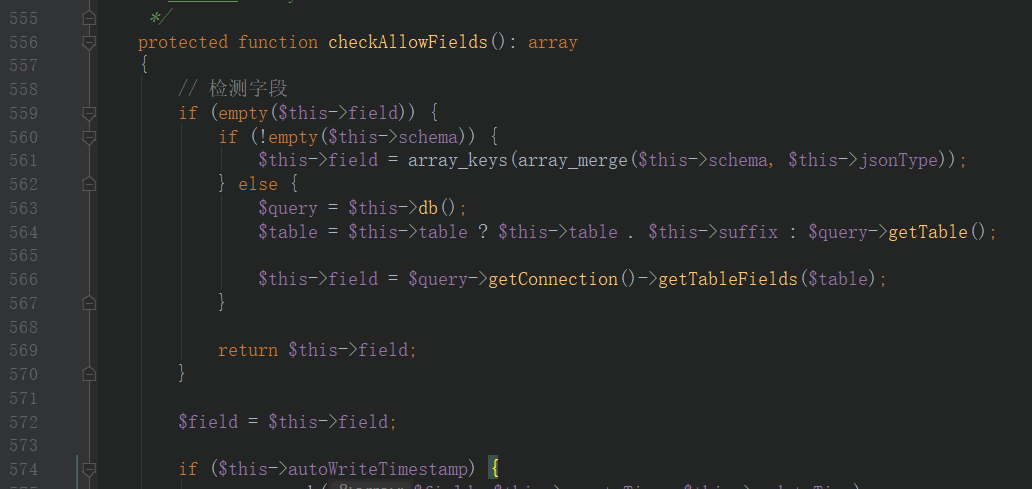 555 */
556 protected function checkAllowFields(): array
557 {
558 // 检测字段
559 if (empty($this->field)) {
560 if (!empty($this->schema)) {
561 $this->field = array_keys(array_merge($this->schema, $this->jsonType));
562 } else {
563 $query = $this->db();
564 $table = $this->table ? $this->table . $this->suffix : $query->getTable();
565
566 $this->field = $query->getConnection()->getTableFields($table);
567 }
568
569 return $this->field;
570 }
571
572 $field = $this->field;
573
574 if ($this->autoWriteTimestamp) {